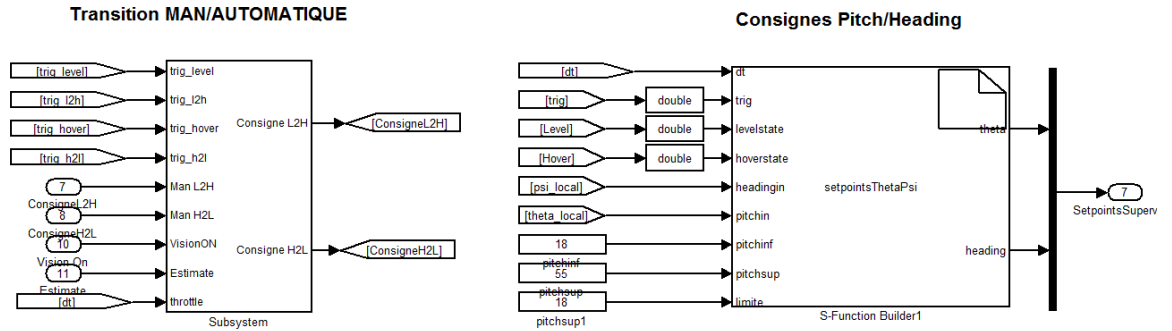 Transition MAN/AUTOMATIQUE
[trig_level]
[trig_l2h]
[trig_hover]
[trig_h2l]
7
ConsigneL2H
8
ConsigneH2L
10
Vision On
11
Estimate
[dt]
trig_level
trig_l2h
trig_hover
trig_h2l
Man L2H
Man H2L
VisionON
Estimate
throttle
Consigne L2H
Consigne H2L
Subsystem
[ConsigneL2H]
[ConsigneH2L]
Consignes Pitch/Heading
[dt]
[trig]
[Level]
[Hover]
[psi_local]
[theta_local]
18
pitchinf
55
pitchsup
18
pitchsup1
double
double
double
dt
trig
levelstate
hoverstate
headingin
pitchin
pitchinf
pitchsup
limite
setpointsThetaPsi
theta
heading
S-Function Builder1
7
SetpointsSuperv